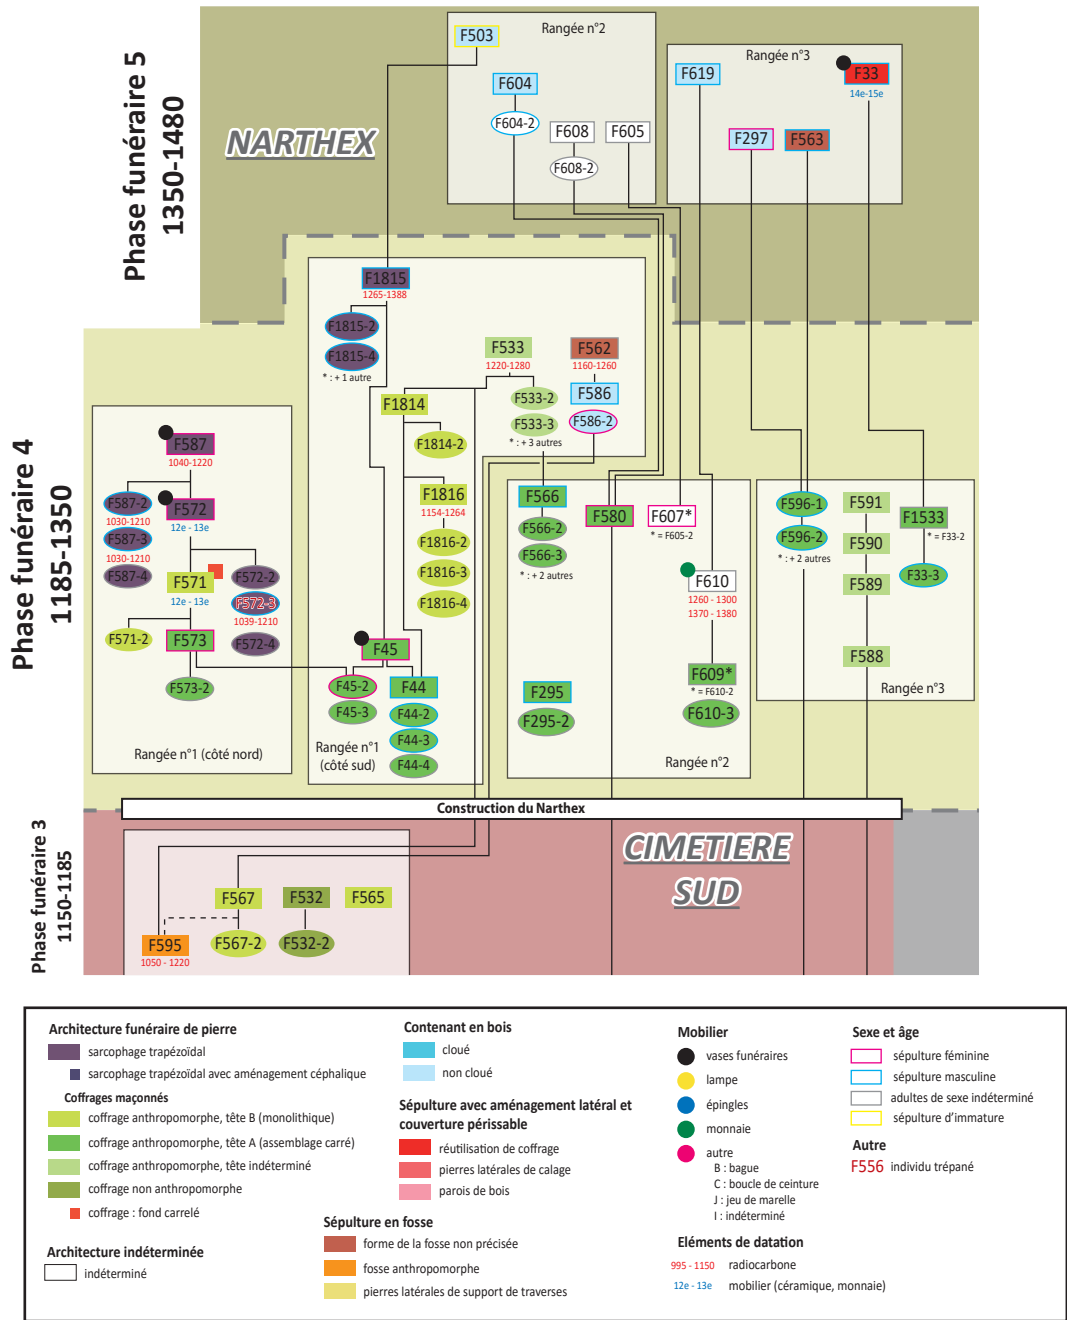 Phase funéraire 5
1350-1480
NARTHEX
F503
Rangée n°2
F604
F604-2
F608
F605
F608-2
Rangée n°3
F619
F33
14e-15e
F297
F563
Phase funéraire 4
1185-1350
F1815
1265-1388
F1815-2
F1815-4
* : + 1 autre
F533
1220-1280
F562
1160-1260
F586
F533-2
F533-3
* : + 3 autres
F586-2
F1814
F1814-2
F1816
1154-1264
F1816-2
F1816-3
F1816-4
F587
1040-1220
F587-2
1030-1210
F587-3
1030-1210
F587-4
F572
12e - 13e
F571
12e - 13e
F572-2
F572-3
1039-1210
F572-4
F571-2
F573
F573-2
Rangée n°1 (côté nord)
F45
F45-2
F45-3
F44
F44-2
F44-3
F44-4
Rangée n°1
(côté sud)
F566
F566-2
F566-3
* : + 2 autres
F580
F607*
* = F605-2
F610
1260 - 1300
1370 - 1380
F609*
* = F610-2
F610-3
F295
F295-2
Rangée n°2
F596-1
F596-2
* : + 2 autres
F591
F590
F589
F588
F1533
* = F33-2
F33-3
Rangée n°3
Construction du Narthex
Phase funéraire 3
1150-1185
CIMETIERE
SUD
F567
F532
F565
F595
1050 - 1220
F567-2
F532-2
Architecture funéraire de pierre
sarcophage trapézoïdal
sarcophage trapézoïdal avec aménagement céphalique
Coffrages maçonnés
coffrage anthropomorphe, tête B (monolithique)
coffrage anthropomorphe, tête A (assemblage carré)
coffrage anthropomorphe, tête indéterminé
coffrage non anthropomorphe
coffrage : fond carrelé
Architecture indéterminée
indéterminé
Contenant en bois
cloué
non cloué
Sépulture avec aménagement latéral et
couverture périssable
réutilisation de coffrage
pierres latérales de calage
parois de bois
Sépulture en fosse
forme de la fosse non précisée
fosse anthropomorphe
pierres latérales de support de traverses
Mobilier
vases funéraires
lampe
épingles
monnaie
autre
B : bague
C : boucle de ceinture
J : jeu de marelle
I : indéterminé
Eléments de datation
995 - 1150 radiocarbone
12e - 13e mobilier (céramique, monnaie)
Sexe et âge
sépulture féminine
sépulture masculine
adultes de sexe indéterminé
sépulture d'immature
Autre
F556 individu trépané